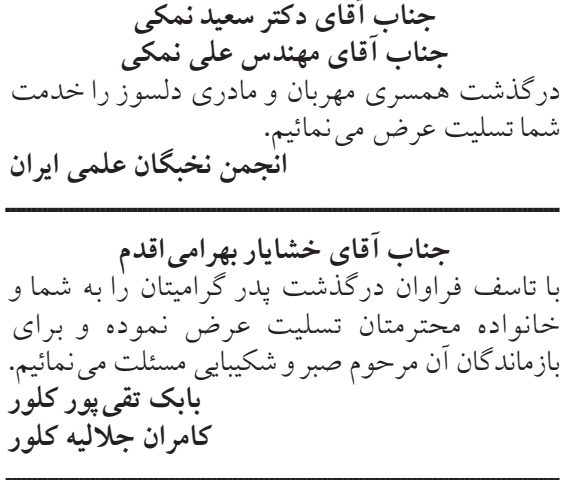 جناب آقای دکتر سعید نمکی
جناب آقای مهندس علی نمکی
درگذشت همسری مهربان و مادری دلسوز را خدمت
شما تسلیت عرض می‌نمائیم.
انجمن نخبگان علمی ایران
جناب آقای خشایار بهرامی‌اقدم
با تاسف فراوان درگذشت پدر گرامیتان را به شما و
خانواده محترمتان تسلیت عرض نموده و برای
بازماندگان آن مرحوم صبر و شکیبایی مسئلت می‌نمائیم.
بابک تقی‌پور کلور
کامران جلالیه کلور